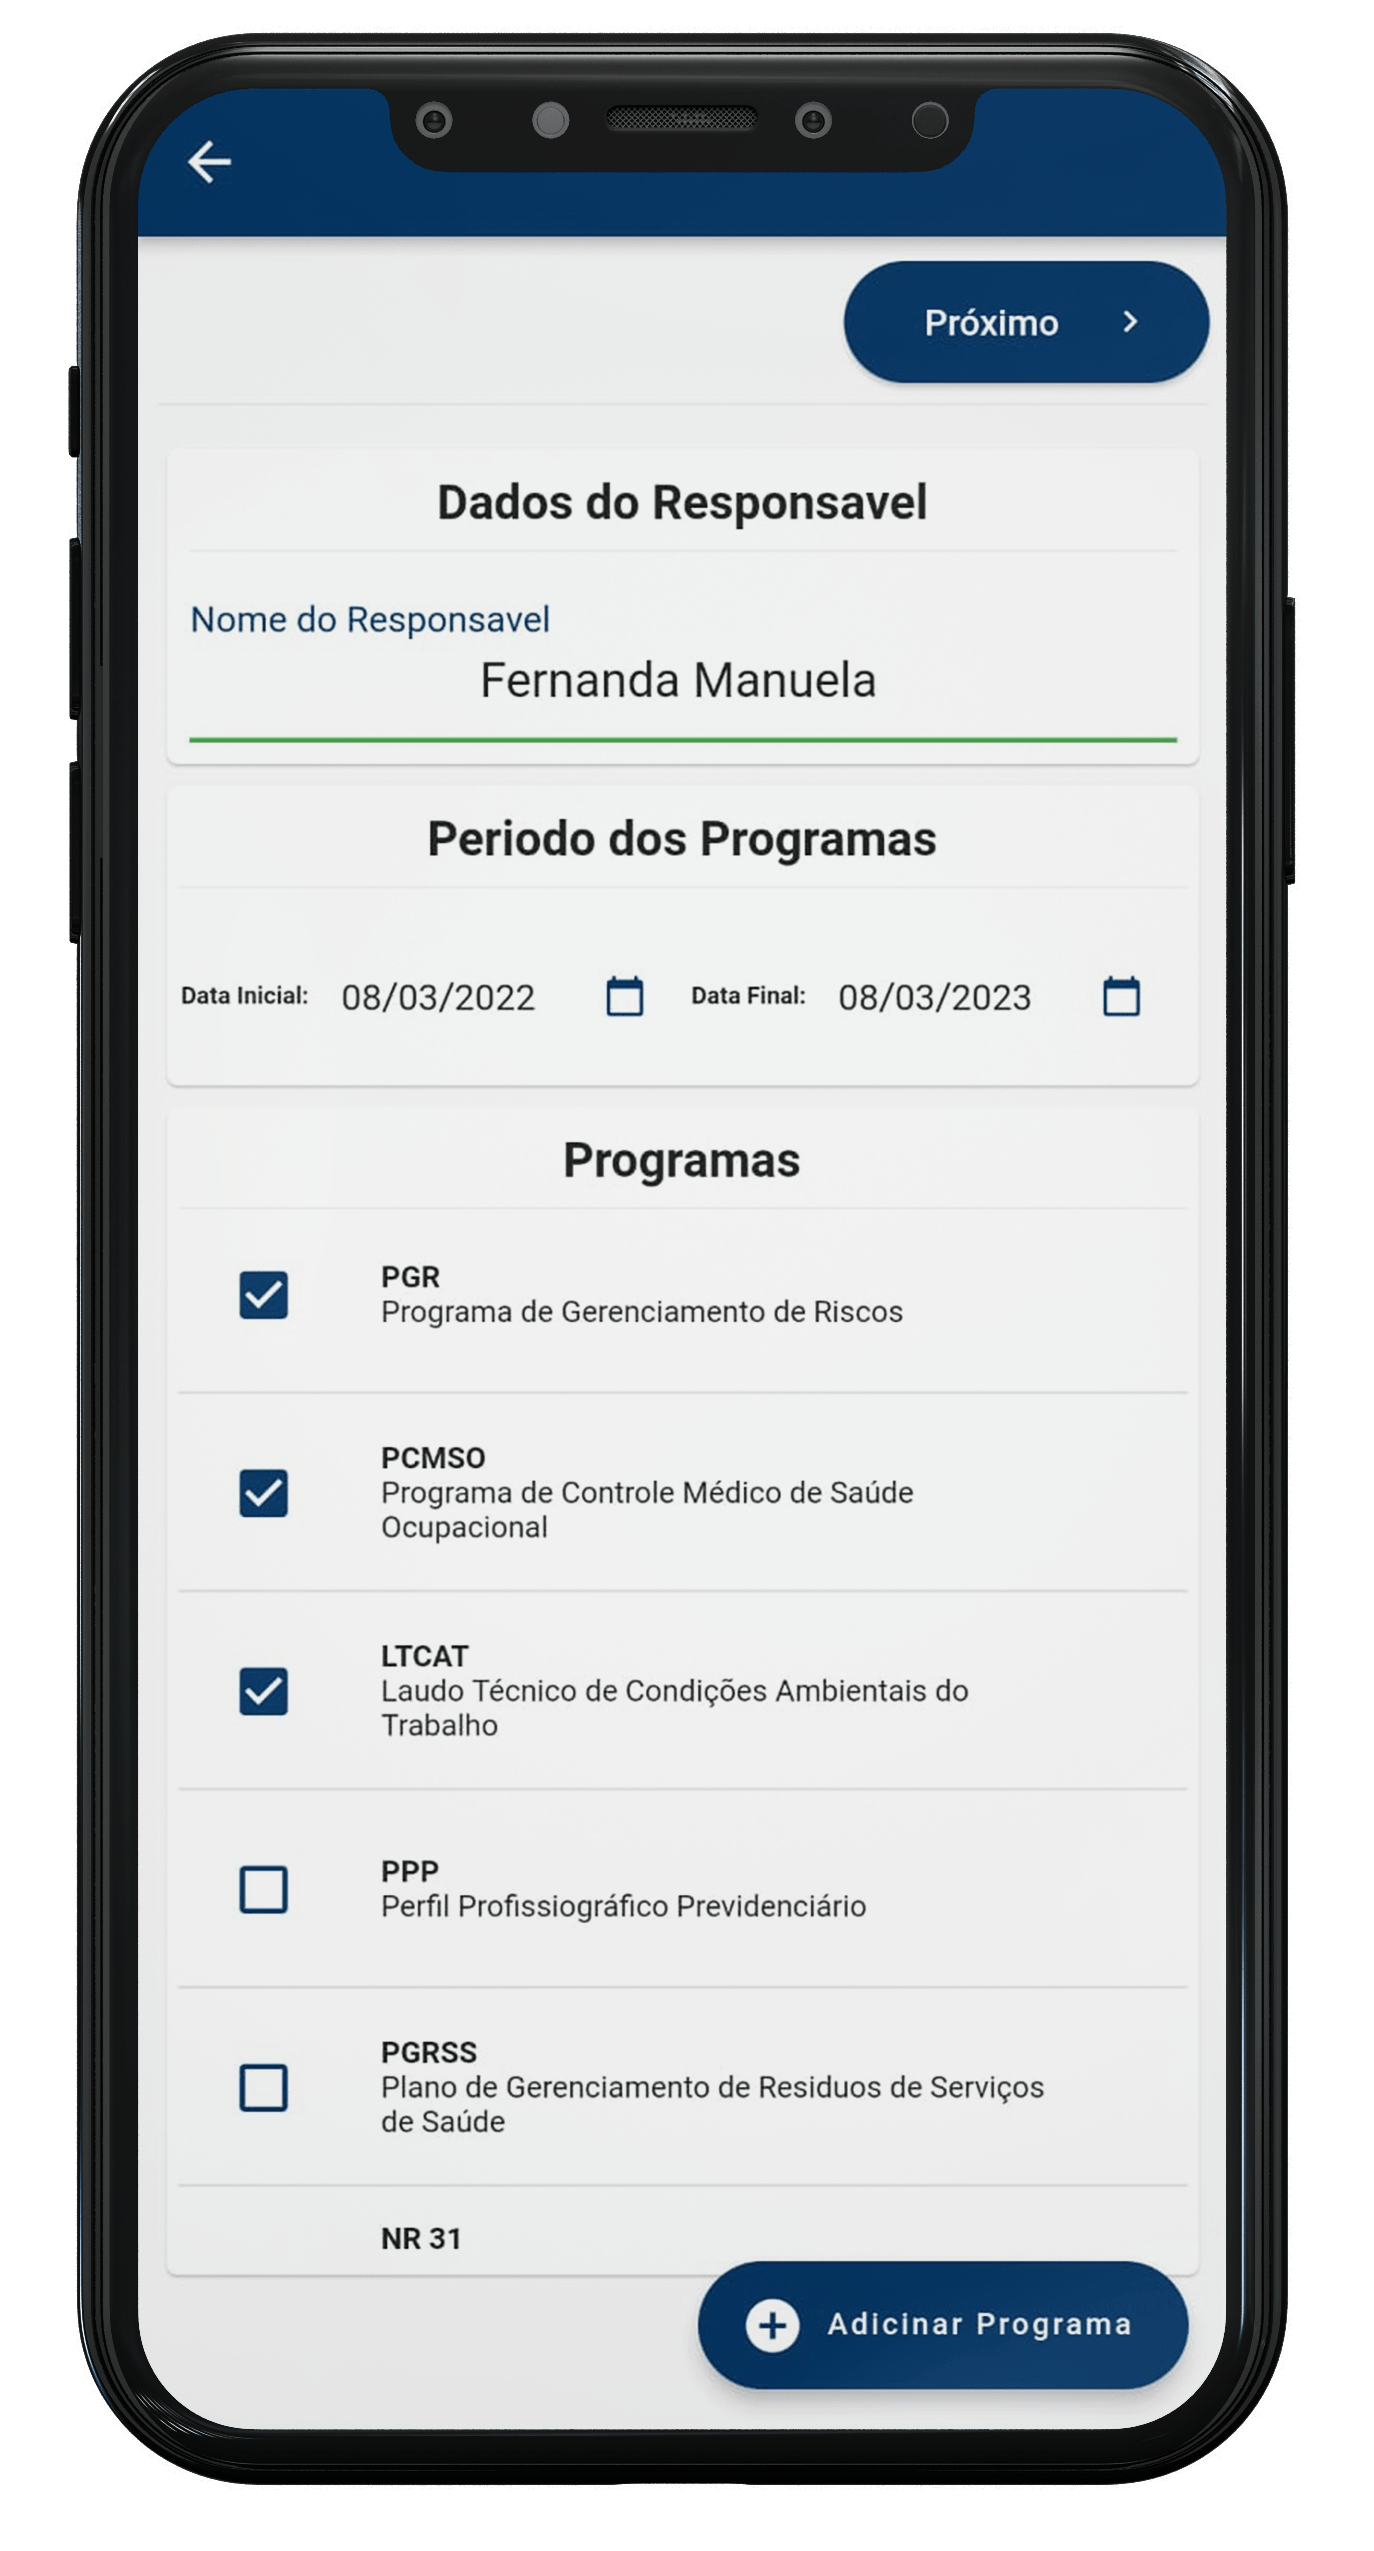 Próximo
Dados do Responsavel
Nome do Responsavel
Fernanda Manuela
Periodo dos Programas
Data Inicial: 08/03/2022 Data Final: 08/03/2023
Programas
PGR
Programa de Gerenciamento de Riscos
PCMSO
Programa de Controle Médico de Saúde
Ocupacional
LTCAT
Laudo Técnico de Condições Ambientais do
Trabalho
PPP
Perfil Profissiográfico Previdenciário
PGRSS
Plano de Gerenciamento de Residuos de Serviços
de Saúde
NR 31
Adicinar Programa